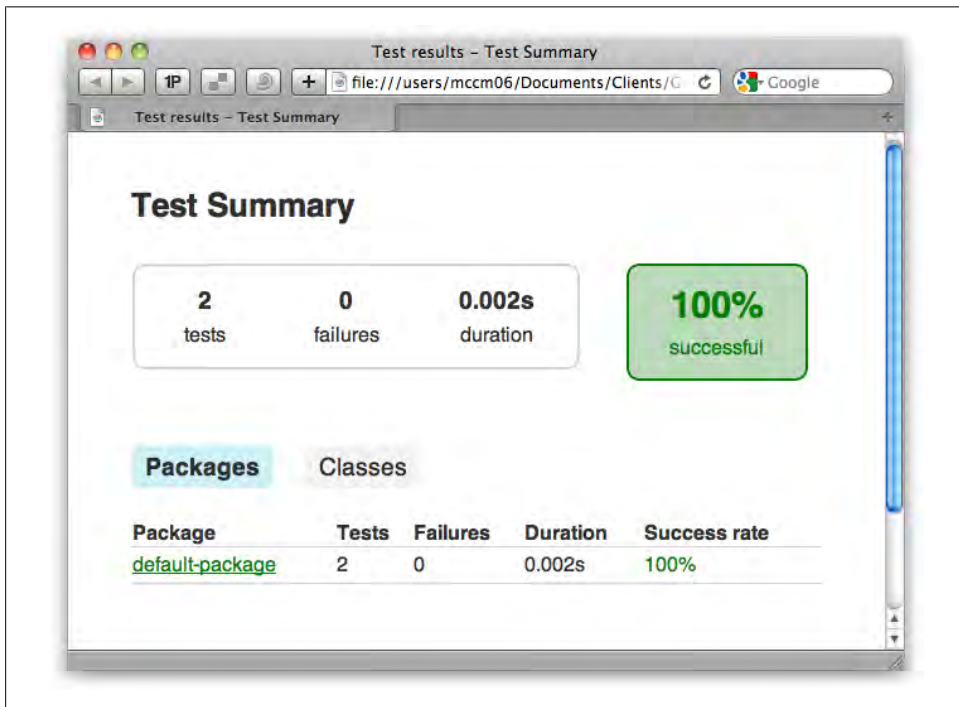 Test results – Test Summary
1P + file:///users/mccm06/Documents/Clients/G Google
Test results – Test Summary +
Test Summary
2 0 0.002s 100%
tests failures duration successful
Packages Classes
Package Tests Failures Duration Success rate
default-package 2 0 0.002s 100%